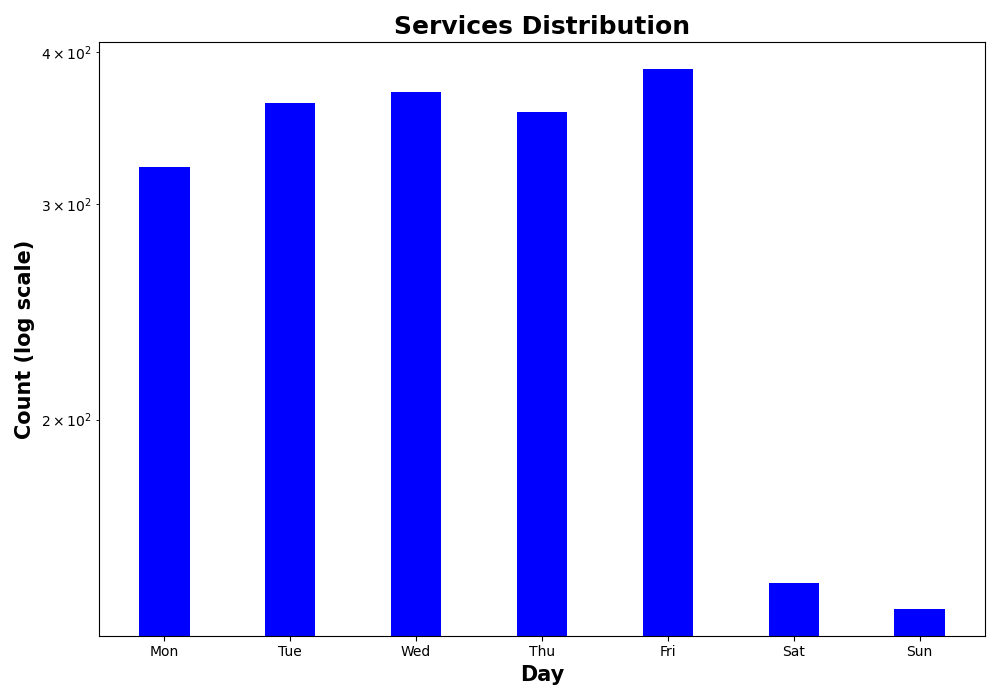 Services Distribution
4 × 10²
3 × 10²
2 × 10²
Count (log scale)
Mon Tue Wed Thu Fri Sat Sun
Day